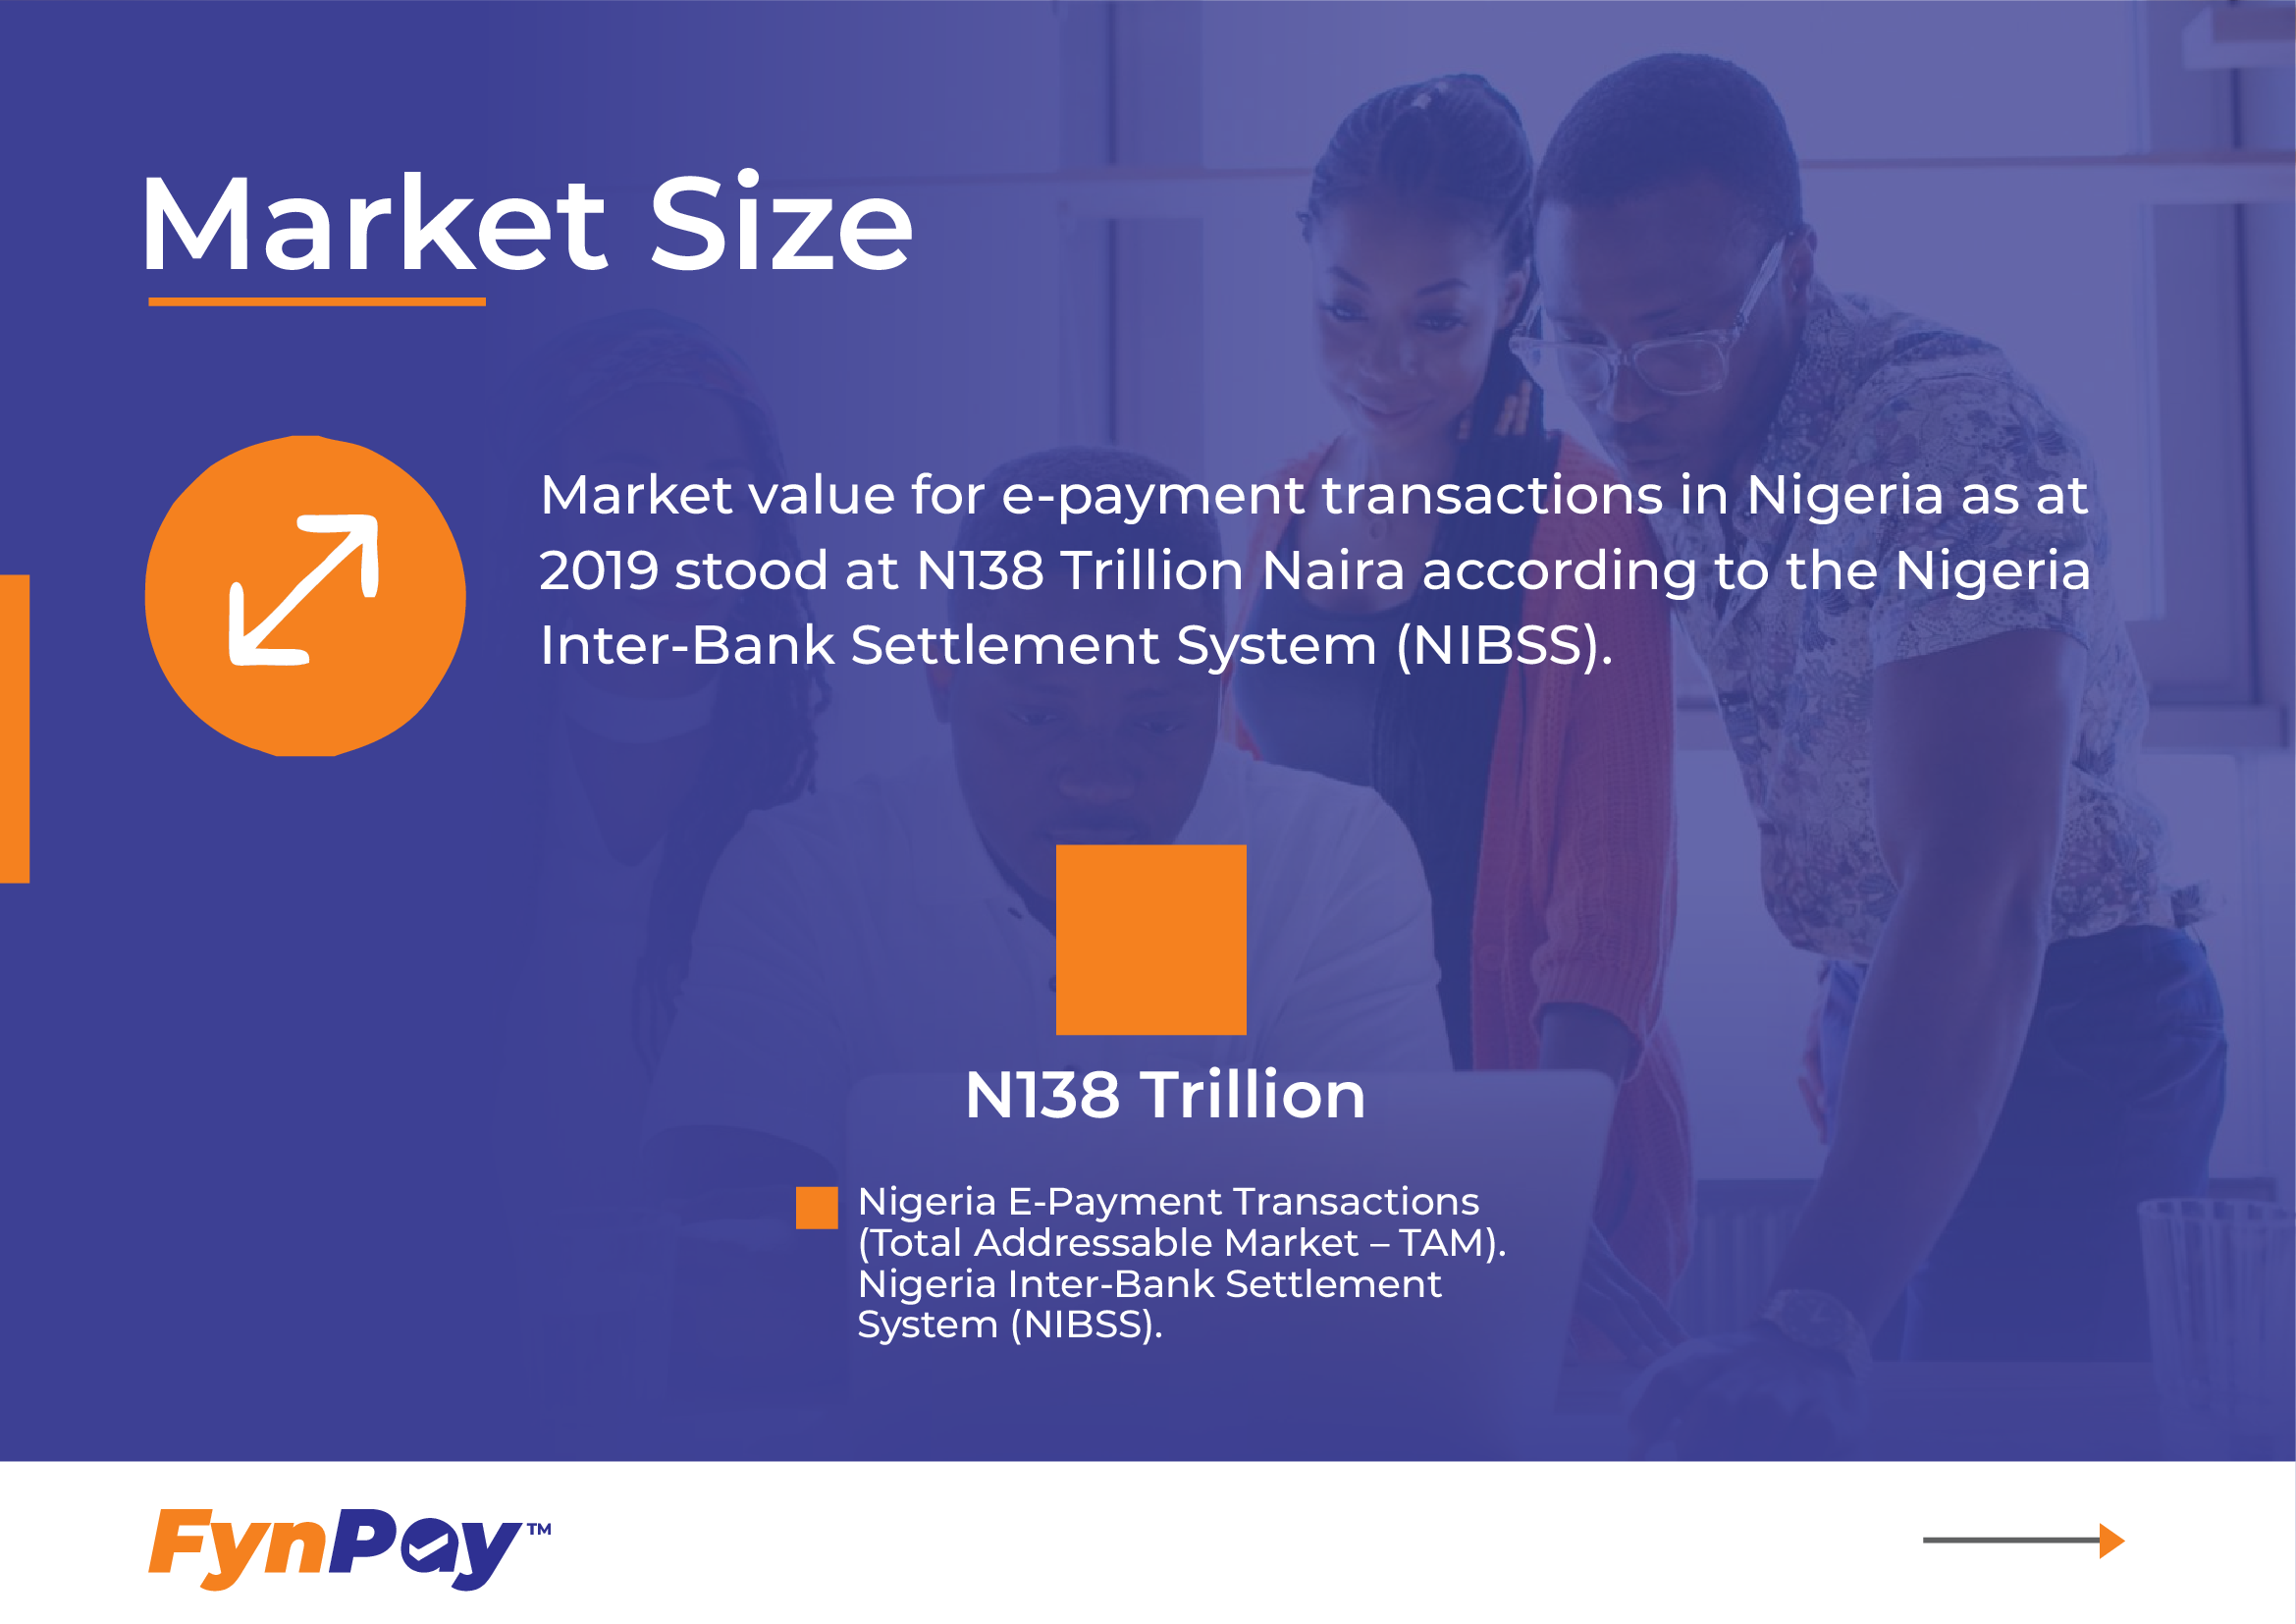 Market Size
Market value for e-payment transactions in Nigeria as at
2019 stood at N138 Trillion Naira according to the Nigeria
Inter-Bank Settlement System (NIBSS).
N138 Trillion
Nigeria E-Payment Transactions
(Total Addressable Market – TAM).
Nigeria Inter-Bank Settlement
System (NIBSS).
FynPay™